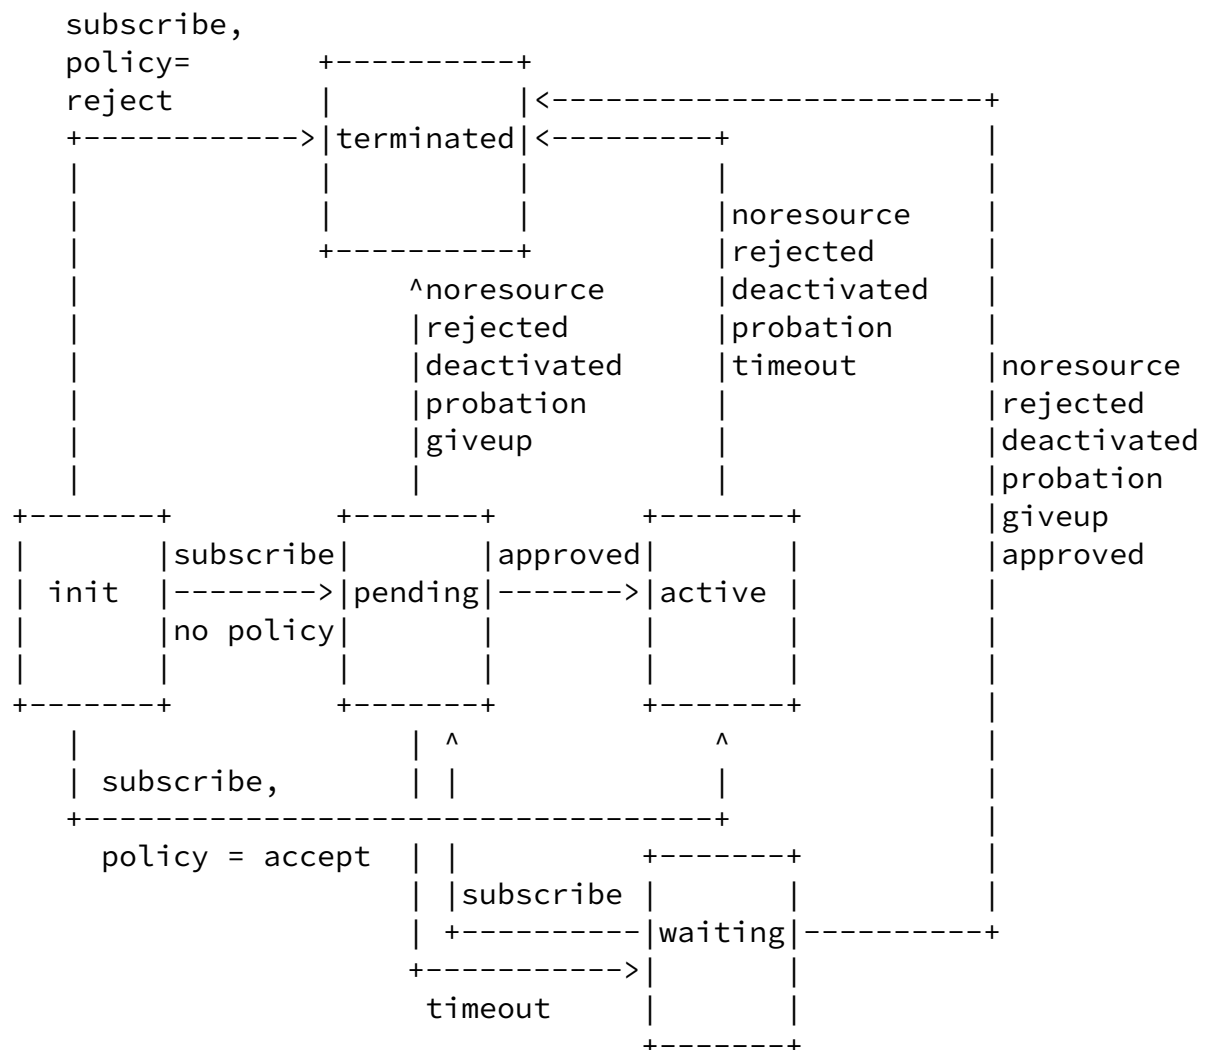 subscribe,
policy=
reject
terminated
noresource
rejected
deactivated
probation
timeout
noresource
rejected
deactivated
probation
giveup
noresource
rejected
deactivated
probation
giveup
approved
init
subscribe
no policy
pending
approved
active
subscribe,
policy = accept
subscribe
waiting
timeout